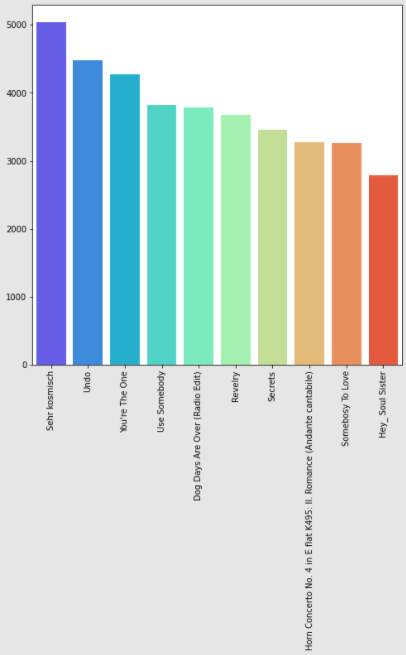 5000
4000
3000
2000
1000
0
Sehr kosmisch
Undo
You're The One
Use Somebody
Dog Days Are Over (Radio Edit)
Revelry
Secrets
Horn Concerto No. 4 in E flat K495: II. Romance (Andante cantabile)
Somebosy To Love
Hey_ Soul Sister